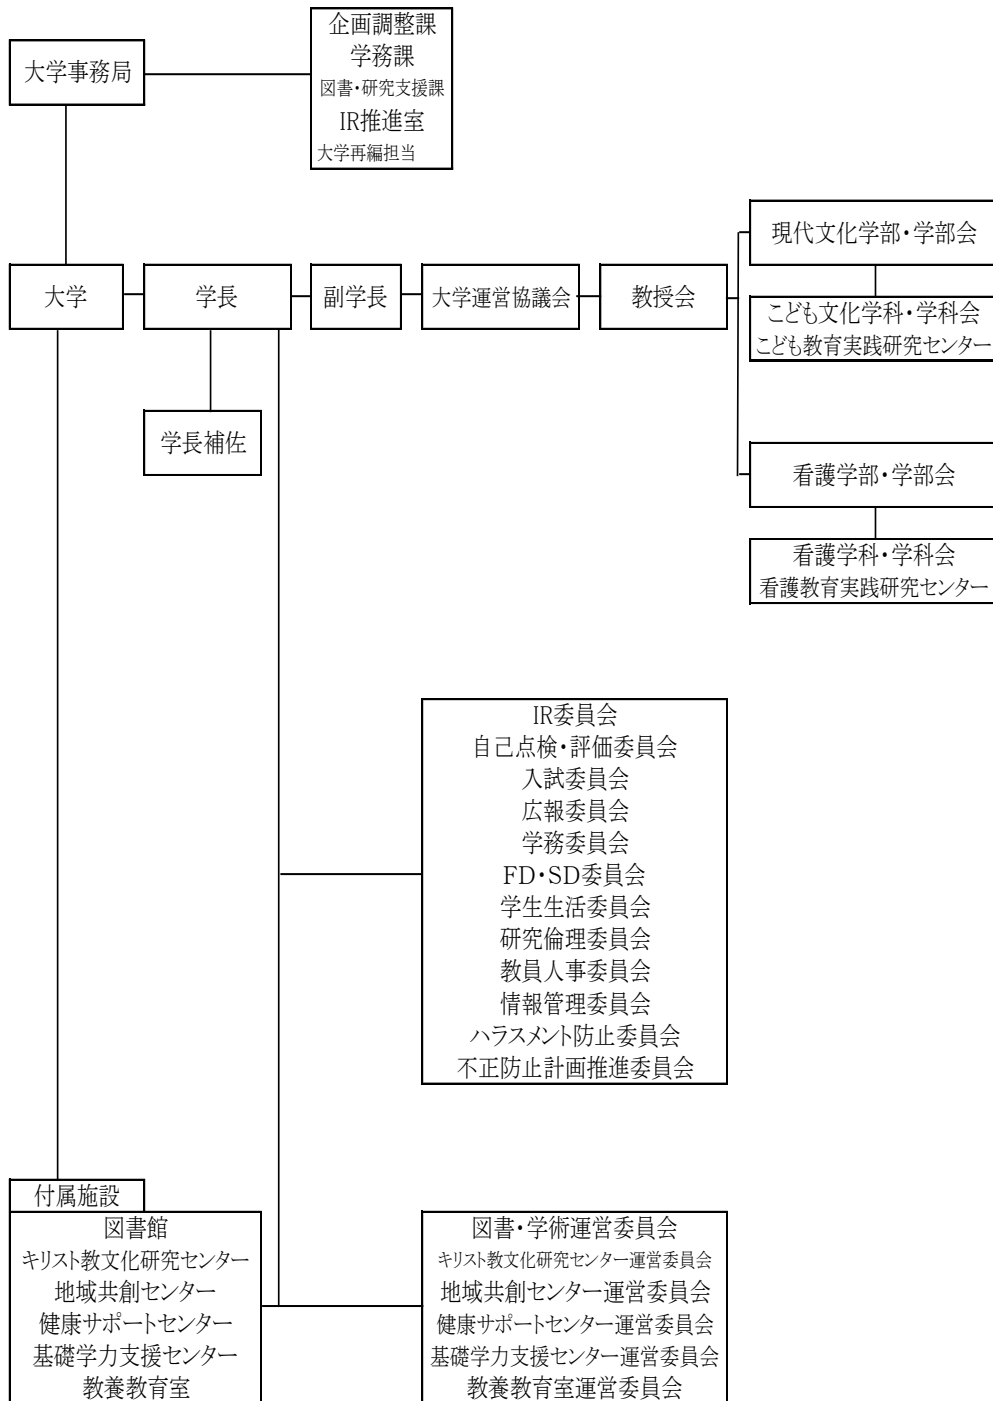 企画調整課
学務課
図書・研究支援課
IR推進室
大学再編担当
大学事務局
現代文化学部・学部会
大学
学長
副学長
大学運営協議会
教授会
こども文化学科・学科会
こども教育実践研究センター
学長補佐
看護学部・学部会
看護学科・学科会
看護教育実践研究センター
IR委員会
自己点検・評価委員会
入試委員会
広報委員会
学務委員会
FD・SD委員会
学生生活委員会
研究倫理委員会
教員人事委員会
情報管理委員会
ハラスメント防止委員会
不正防止計画推進委員会
付属施設
図書館
キリスト教文化研究センター
地域共創センター
健康サポートセンター
基礎学力支援センター
教養教育室
図書・学術運営委員会
キリスト教文化研究センター運営委員会
地域共創センター運営委員会
健康サポートセンター運営委員会
基礎学力支援センター運営委員会
教養教育室運営委員会